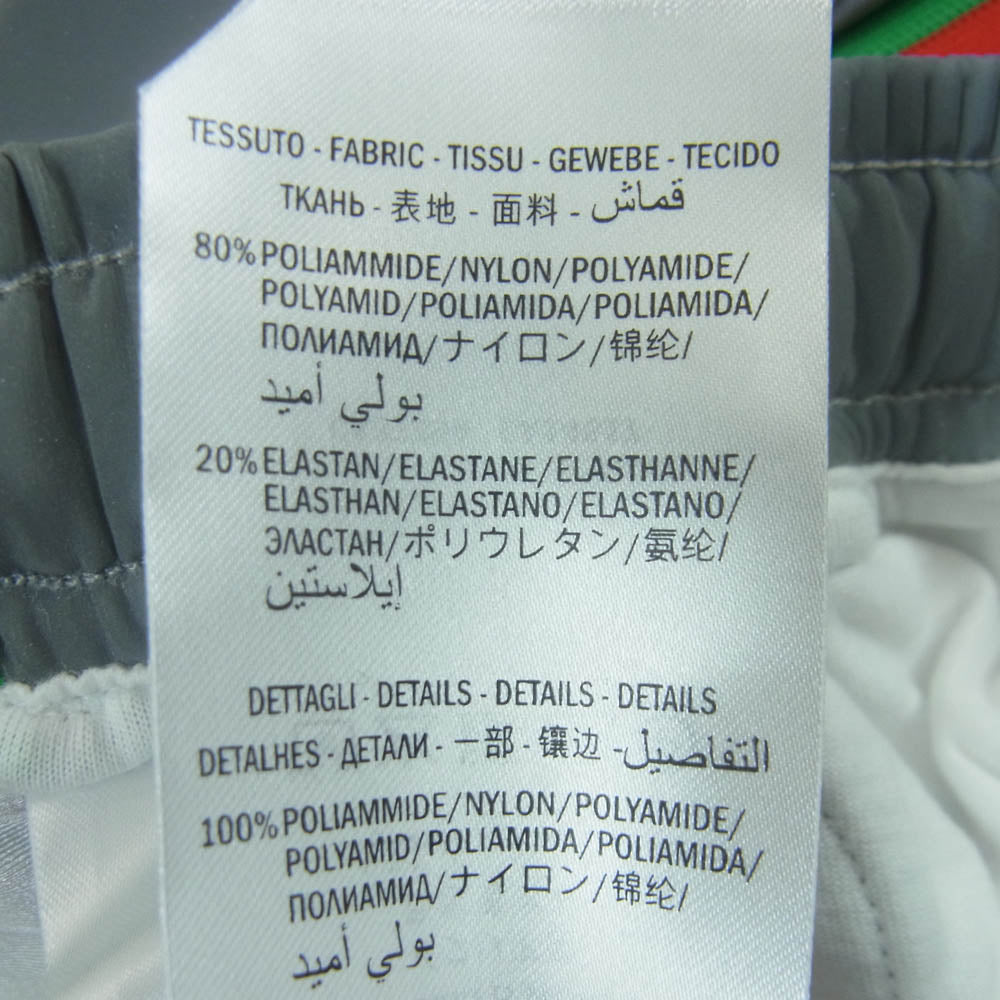 TESSUTO - FABRIC - TISSU - GEWEBE - TECIDO
ТКАНЬ - 表地 - 面料 - قماش
80% POLIAMMIDE/NYLON/POLYAMIDE/
POLYAMID/POLIAMIDA/POLIAMIDA/
ПОЛИАМИД/ナイロン/锦纶/
بولي أميد
20% ELASTAN/ELASTANE/ELASTHANNE/
ELASTHAN/ELASTANO/ELASTANO/
ЭЛАСТАН/ポリウレタン/氨纶/
إيلاستين
DETTAGLI - DETAILS - DETAILS - DETAILS
DETALHES - ДЕТАЛИ - 一部 - 镶边 - التفاصيل
100% POLIAMMIDE/NYLON/POLYAMIDE/
POLYAMID/POLIAMIDA/POLIAMIDA/
ПОЛИАМИД/ナイロン/锦纶/
بولي أميد